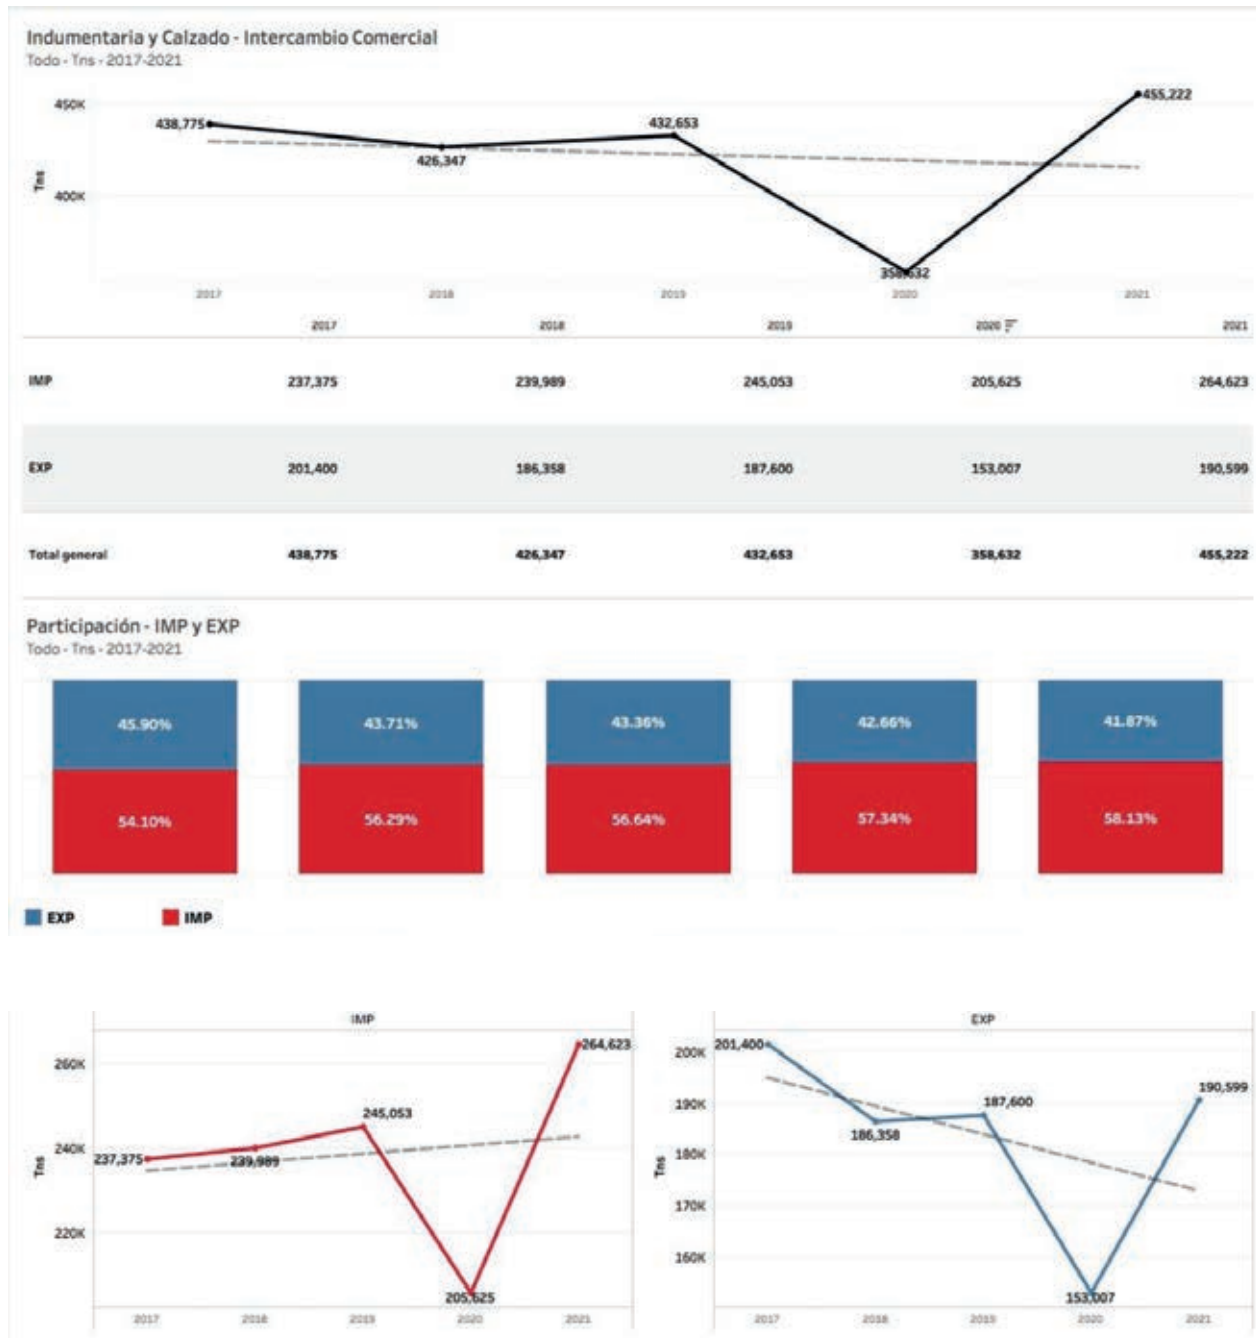 Indumentaria y Calzado - Intercambio Comercial
Todo - Tns - 2017-2021
450K
400K
Tns
438,775
426,347
432,653
358,632
455,222
2017 2018 2019 2020 2021
2017 2018 2019 2020 2021
IMP 237,375 239,989 245,053 205,625 264,623
EXP 201,400 186,358 187,600 153,007 190,599
Total general 438,775 426,347 432,653 358,632 455,222
Participación - IMP y EXP
Todo - Tns - 2017-2021
45.90% 43.71% 43.36% 42.66% 41.87%
54.10% 56.29% 56.64% 57.34% 58.13%
EXP IMP
IMP
260K
240K
220K
Tns
237,375
239,989
245,053
205,625
264,623
2017 2018 2019 2020 2021
EXP
200K
190K
180K
170K
160K
Tns
201,400
186,358
187,600
153,007
190,599
2017 2018 2019 2020 2021